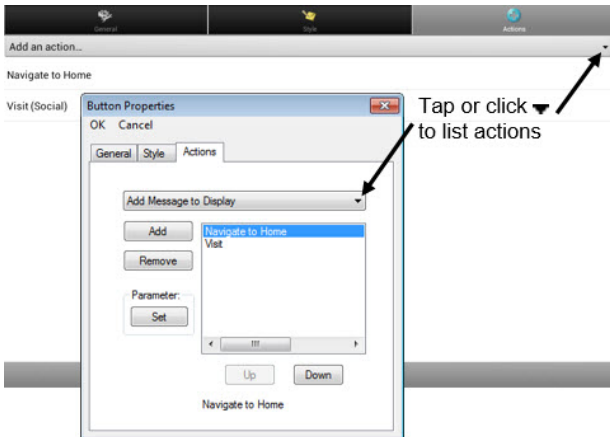 General
Style
Actions
Add an action...
Navigate to Home
Visit (Social)
Tap or click
to list actions
Button Properties
OK Cancel
General Style Actions
Add Message to Display
Add
Remove
Parameter:
Set
Navigate to Home
Visit
Up
Down
Navigate to Home